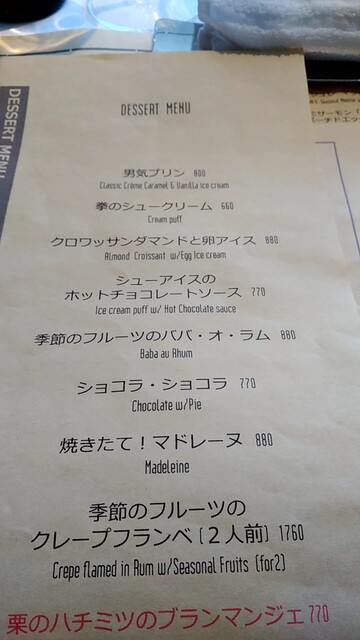 DESSERT MENU
DESSERT MENU
男気プリン 800
Classic Crème Caramel & Vanilla ice cream
拳のシュークリーム 660
Cream puff
クロワッサンダマンドと卵アイス 880
Almond Croissant w/Egg Ice cream
シューアイスの
ホットチョコレートソース 770
Ice cream puff w/ Hot Chocolate sauce
季節のフルーツのババ・オ・ラム 880
Baba au Rhum
ショコラ・ショコラ 770
Chocolate w/Pie
焼きたて！マドレーヌ 880
Madeleine
季節のフルーツの
クレープフランベ（２人前）1760
Crepe flamed in Rum w/Seasonal Fruits (for2)
栗のハチミツのブランマンジェ 770